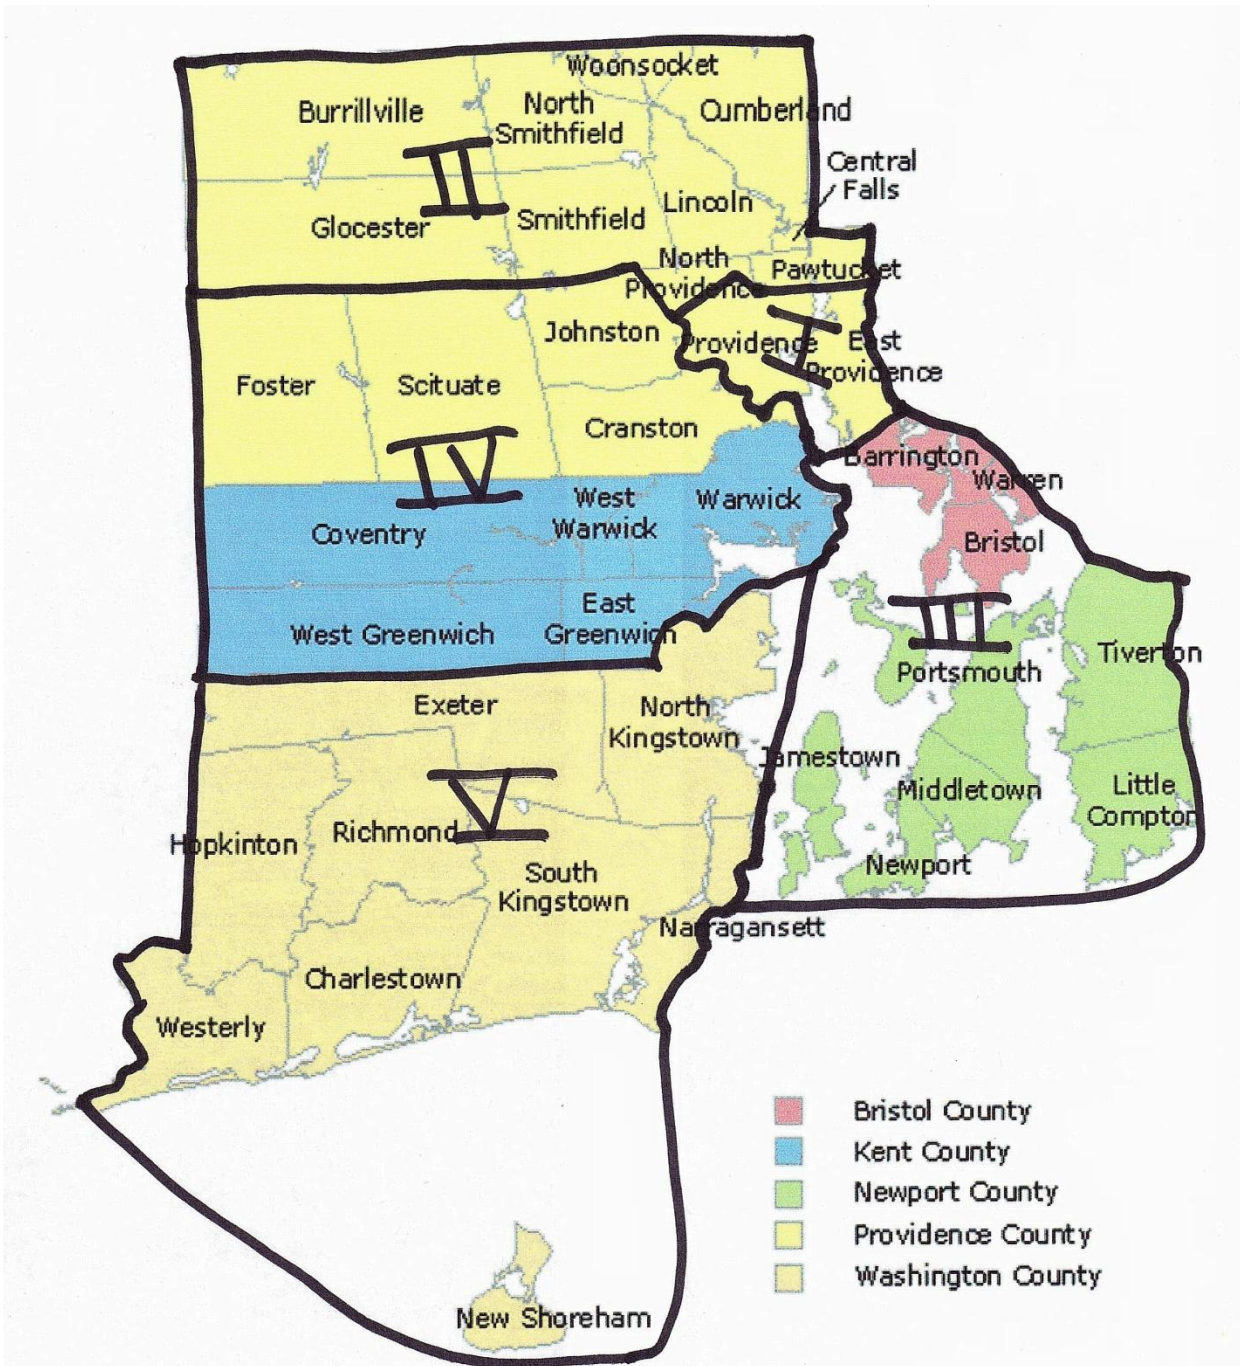 Woonsocket
Burrillville
North
Smithfield
Cumberland
Central
Falls
II
Glocester
Smithfield
Lincoln
North
Providence
Pawtucket
Johnston
Providence
I
East
Providence
Foster
Scituate
Cranston
IV
Barrington
Warren
Coventry
West
Warwick
Warwick
Bristol
West Greenwich
East
Greenwich
III
Portsmouth
Tiverton
Exeter
North
Kingstown
Jamestown
Middletown
Little
Compton
V
Hopkinton
Richmond
South
Kingstown
Newport
Narragansett
Charlestown
Westerly
New Shoreham
Bristol County
Kent County
Newport County
Providence County
Washington County